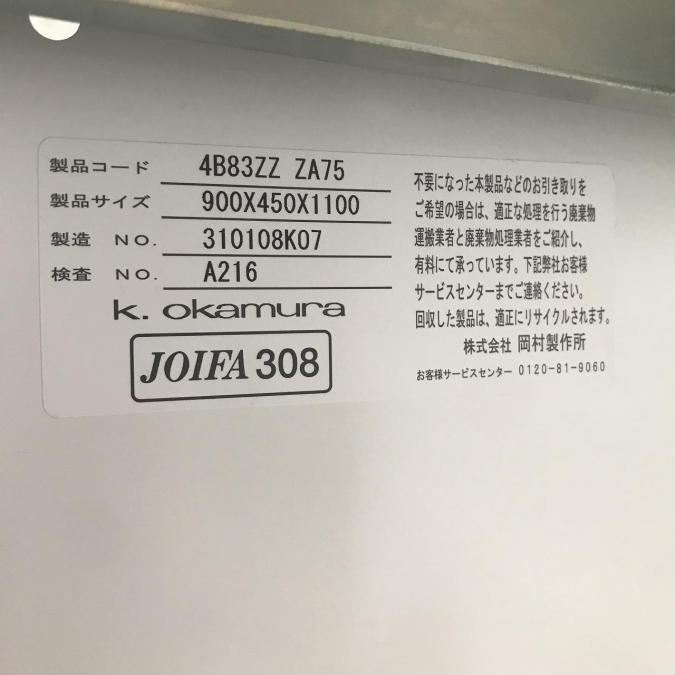 製品コード 4B83ZZ ZA75
製品サイズ 900X450X1100
製造 NO. 310108K07
検査 NO. A216
k. okamura
JOIFA 308
不要になった本製品などのお引き取りを
ご希望の場合は、適正な処理を行う廃棄物
運搬業者と廃棄物処理業者をご紹介し、
有料にて承っています。下記弊社お客様
サービスセンターまでご連絡ください。
回収した製品は、適正にリサイクルされます。
株式会社 岡村製作所
お客様サービスセンター 0120-81-9060